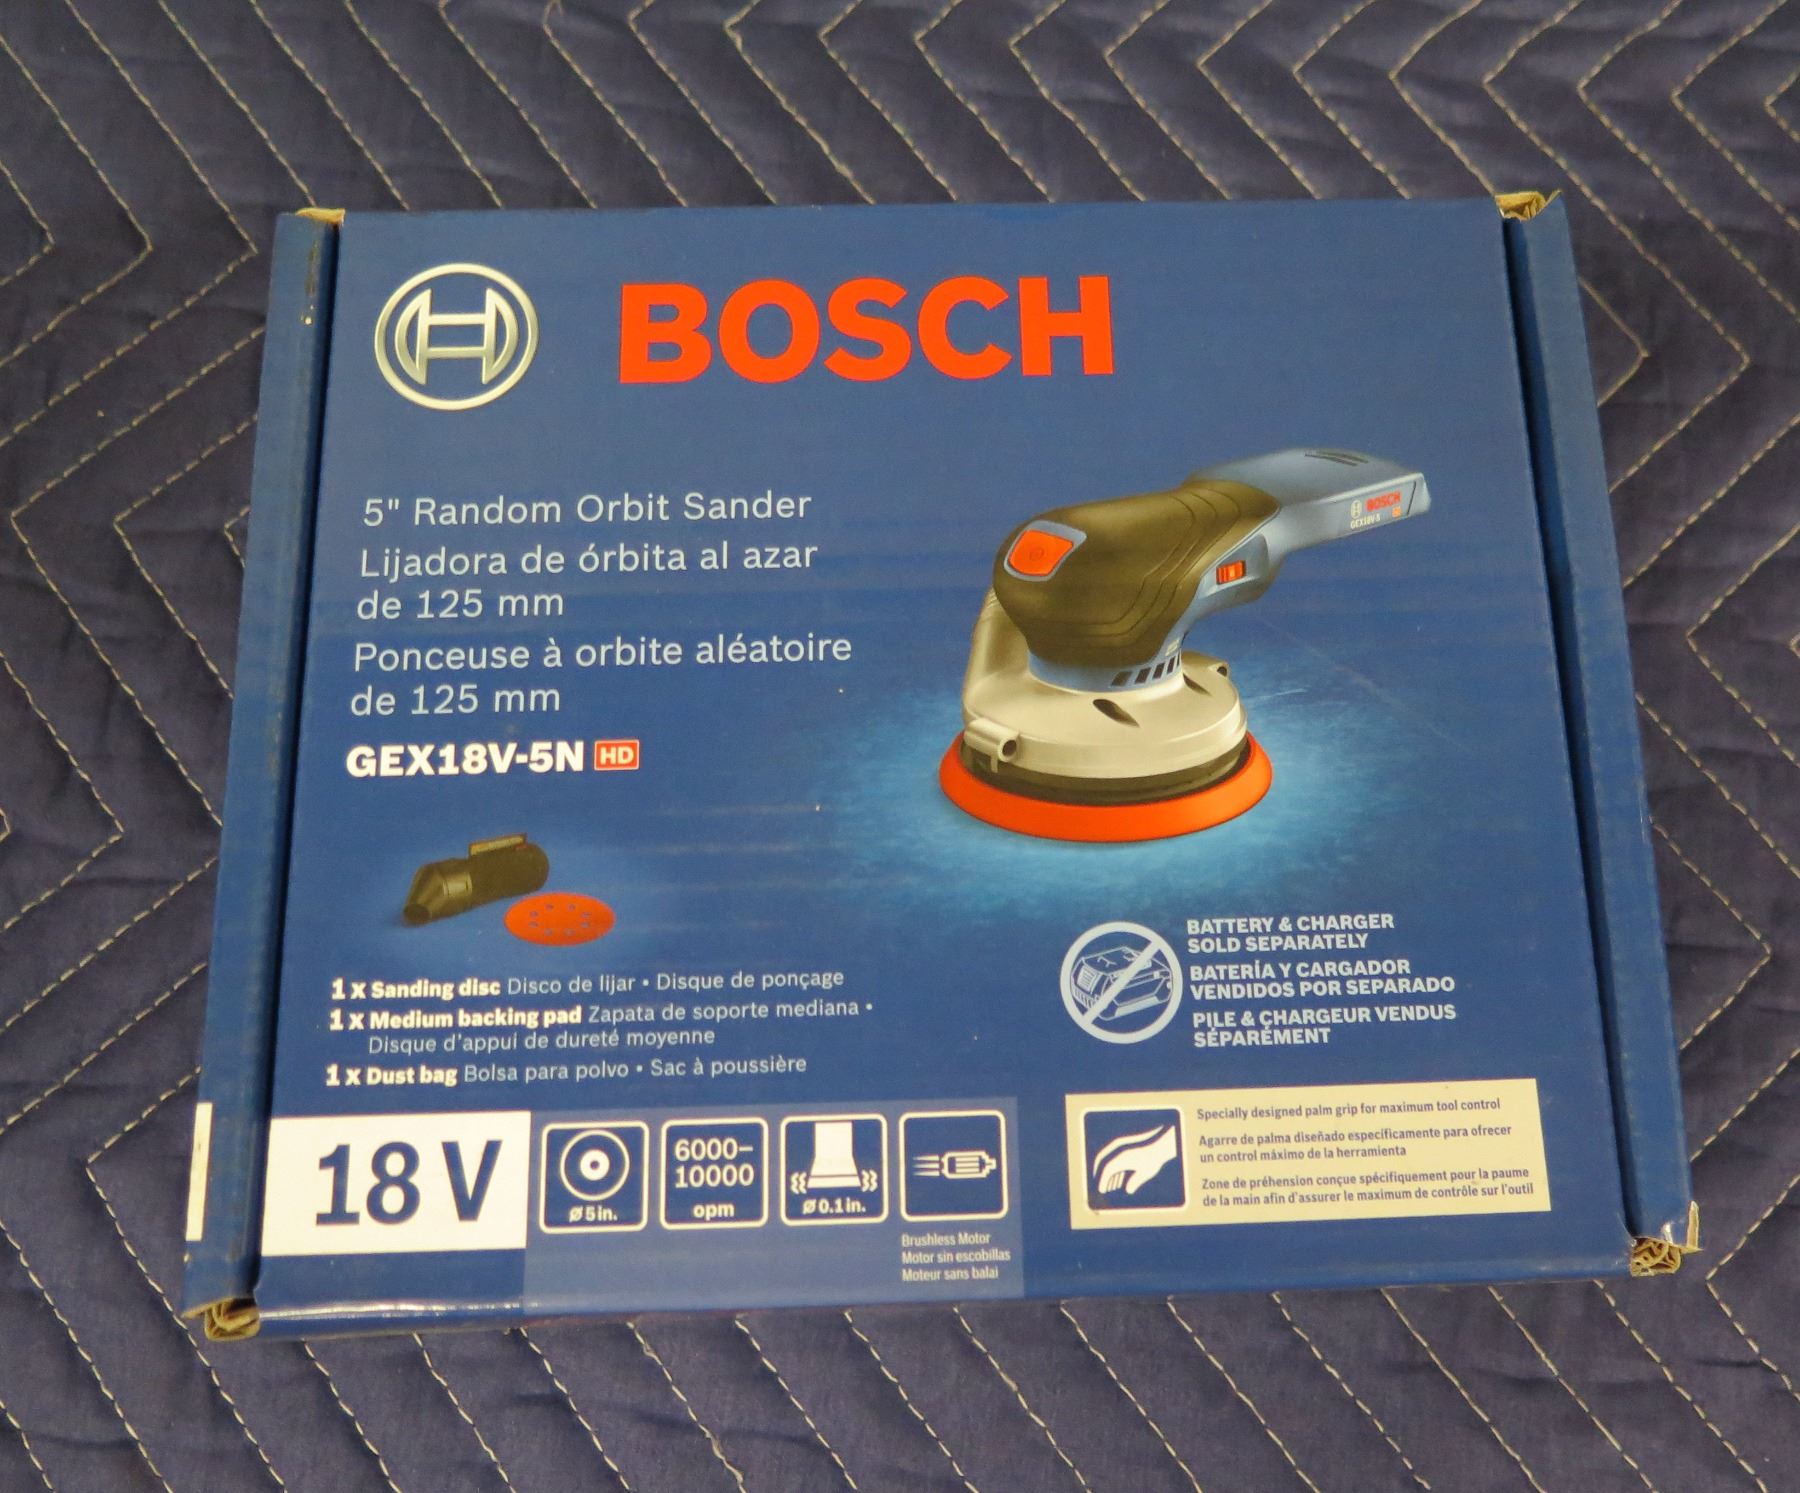 BOSCH
5" Random Orbit Sander
Lijadora de órbita al azar
de 125 mm
Ponceuse à orbite aléatoire
de 125 mm
GEX18V-5N HD
BOSCH
GEX18V-5
1 x Sanding disc Disco de lijar • Disque de ponçage
1 x Medium backing pad Zapata de soporte mediana •
Disque d'appui de dureté moyenne
1 x Dust bag Bolsa para polvo • Sac à poussière
BATTERY & CHARGER
SOLD SEPARATELY
BATERÍA Y CARGADOR
VENDIDOS POR SEPARADO
PILE & CHARGEUR VENDUS
SÉPARÉMENT
18 V
Ø 5 in.
6000–
10000
opm
Ø 0.1 in.
Brushless Motor
Motor sin escobillas
Moteur sans balai
Specially designed palm grip for maximum tool control
Agarre de palma diseñado específicamente para ofrecer
un control máximo de la herramienta
Zone de préhension conçue spécifiquement pour la paume
de la main afin d'assurer le maximum de contrôle sur l'outil